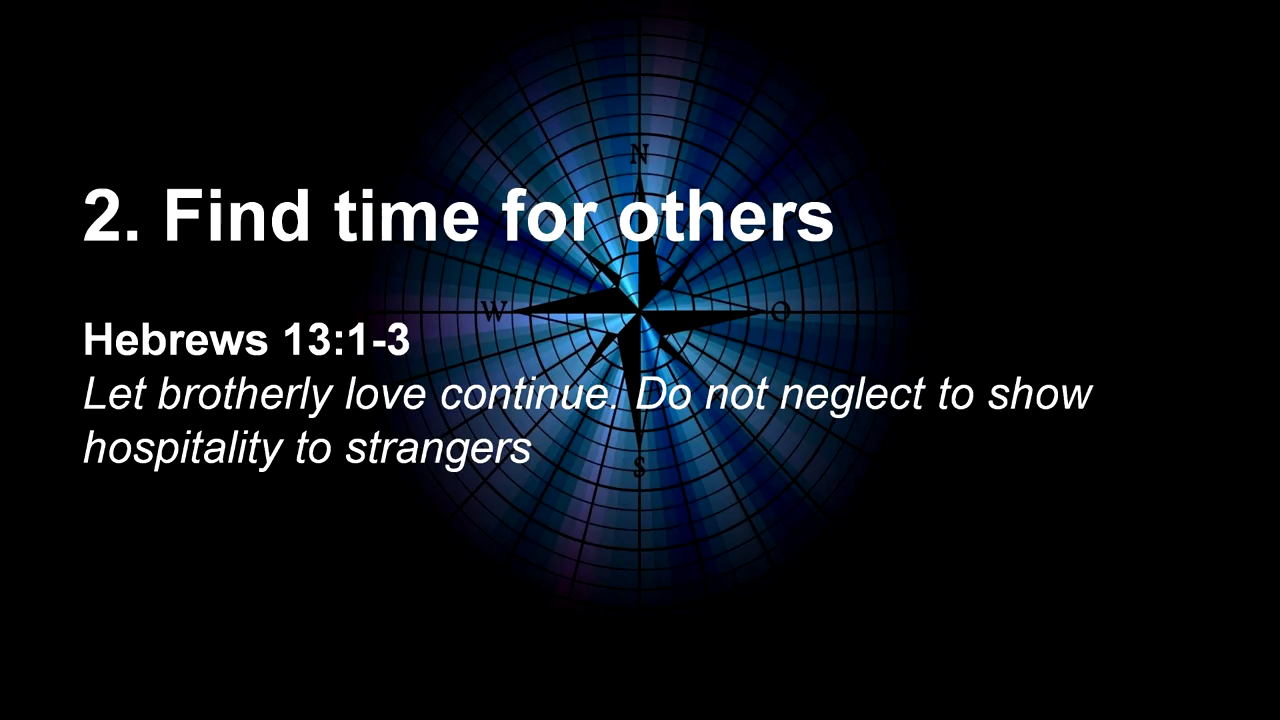 N
2. Find time for others
W
O
Hebrews 13:1-3
Let brotherly love continue. Do not neglect to show
hospitality to strangers
S